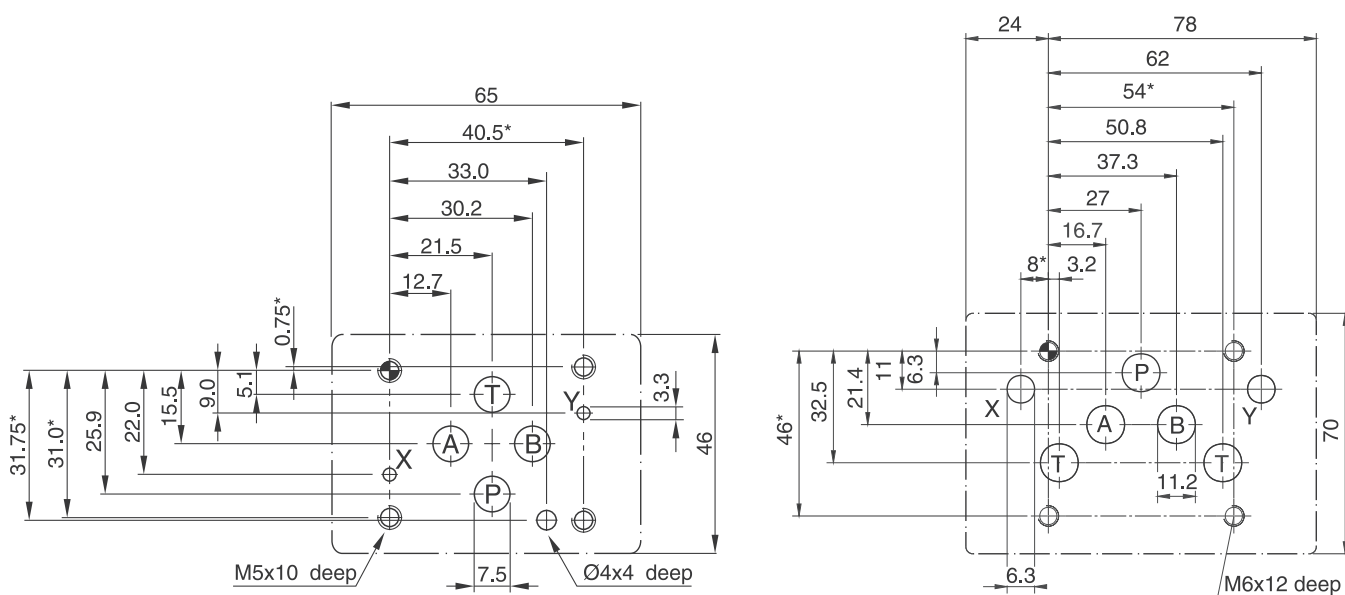 65
40.5*
33.0
30.2
21.5
12.7
0.75*
5.1
9.0
15.5
22.0
25.9
31.0*
31.75*
T
Y
3.3
A
B
X
P
46
M5x10 deep
7.5
Ø4x4 deep
24
78
62
54*
50.8
37.3
27
16.7
8*
3.2
6.3
11
21.4
32.5
46*
P
X
Y
A
B
T
T
70
11.2
6.3
M6x12 deep